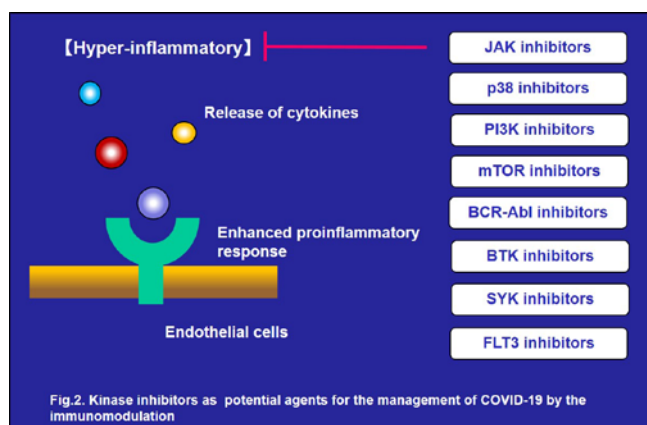 【Hyper-inflammatory】
JAK inhibitors
p38 inhibitors
Release of cytokines
PI3K inhibitors
mTOR inhibitors
BCR-Abl inhibitors
Enhanced proinflammatory
response
BTK inhibitors
SYK inhibitors
Endothelial cells
FLT3 inhibitors
Fig.2. Kinase inhibitors as potential agents for the management of COVID-19 by the
immunomodulation